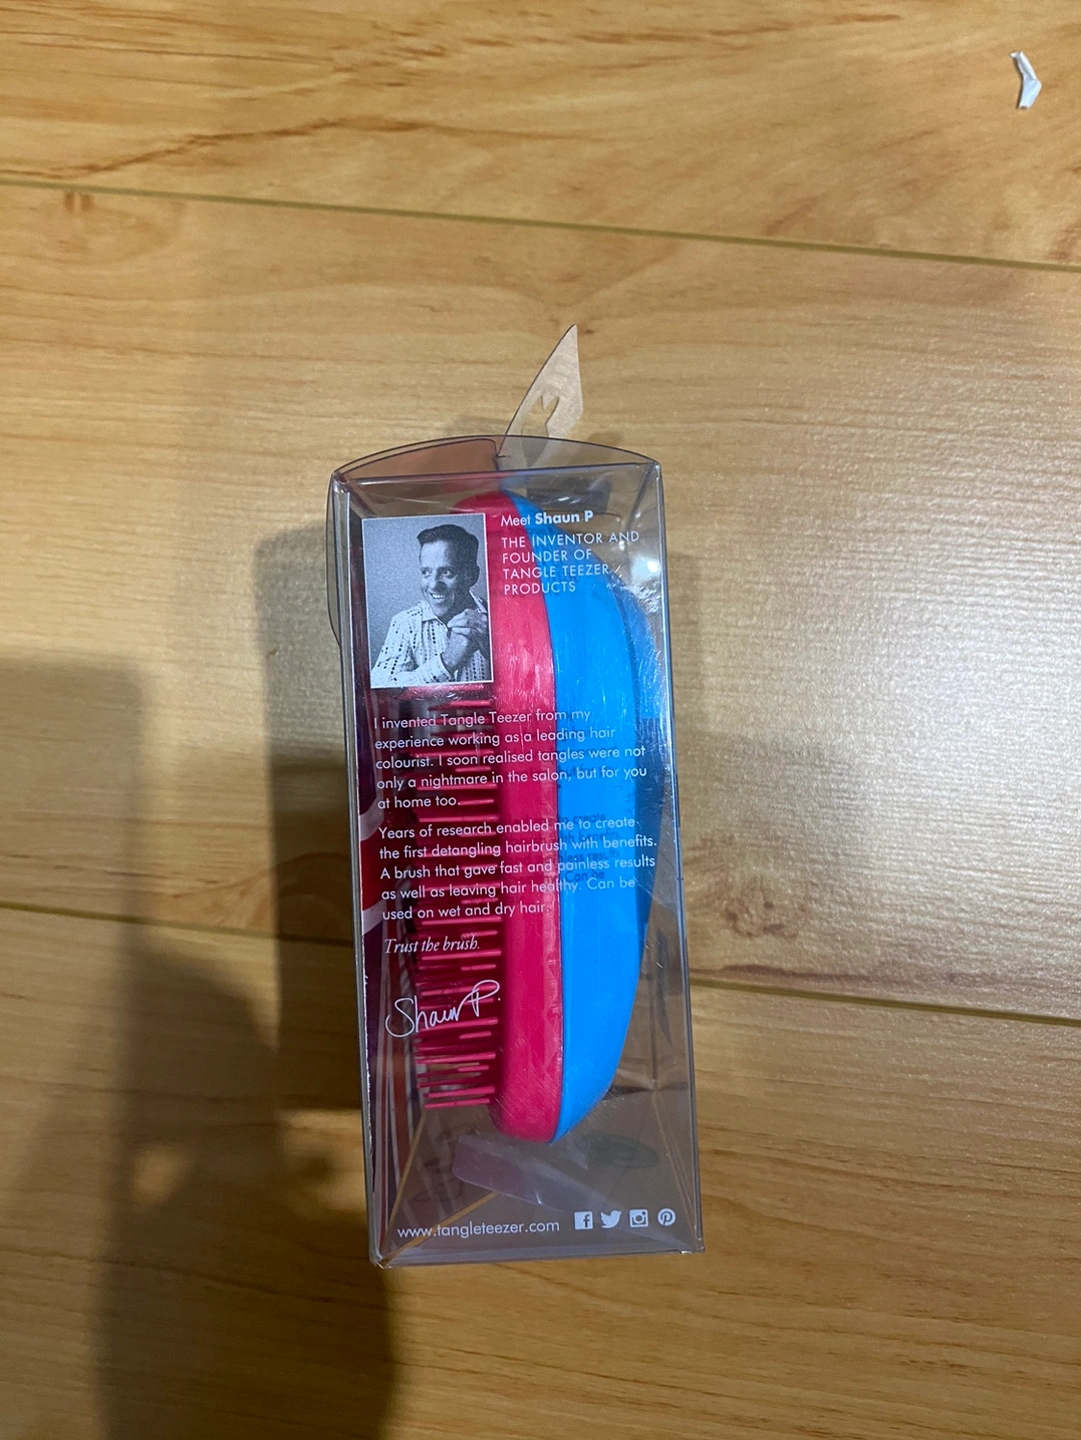 Meet Shaun P
THE INVENTOR AND
FOUNDER OF
TANGLE TEEZER
PRODUCTS
I invented Tangle Teezer from my
experience working as a leading hair
colourist. I soon realised tangles were not
only a nightmare in the salon, but for you
at home too.
Years of research enabled me to create
the first detangling hairbrush with benefits.
A brush that gave fast and painless results
as well as leaving hair healthy. Can be
used on wet and dry hair.
Trust the brush.
Shaun P.
www.tangleteezer.com